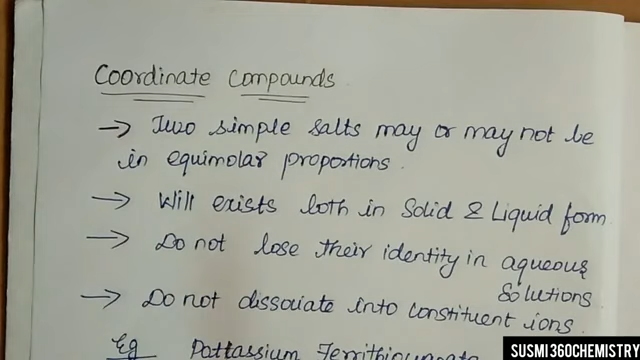 Coordinate Compounds
→ Two simple salts may or may not be
in equimolar proportions.
→ Will exists both in Solid & Liquid form
→ Do not lose their identity in aqueous
Solutions
→ Do not dissociate into constituent ions.
Eg Pottassium
SUSMI360CHEMISTRY